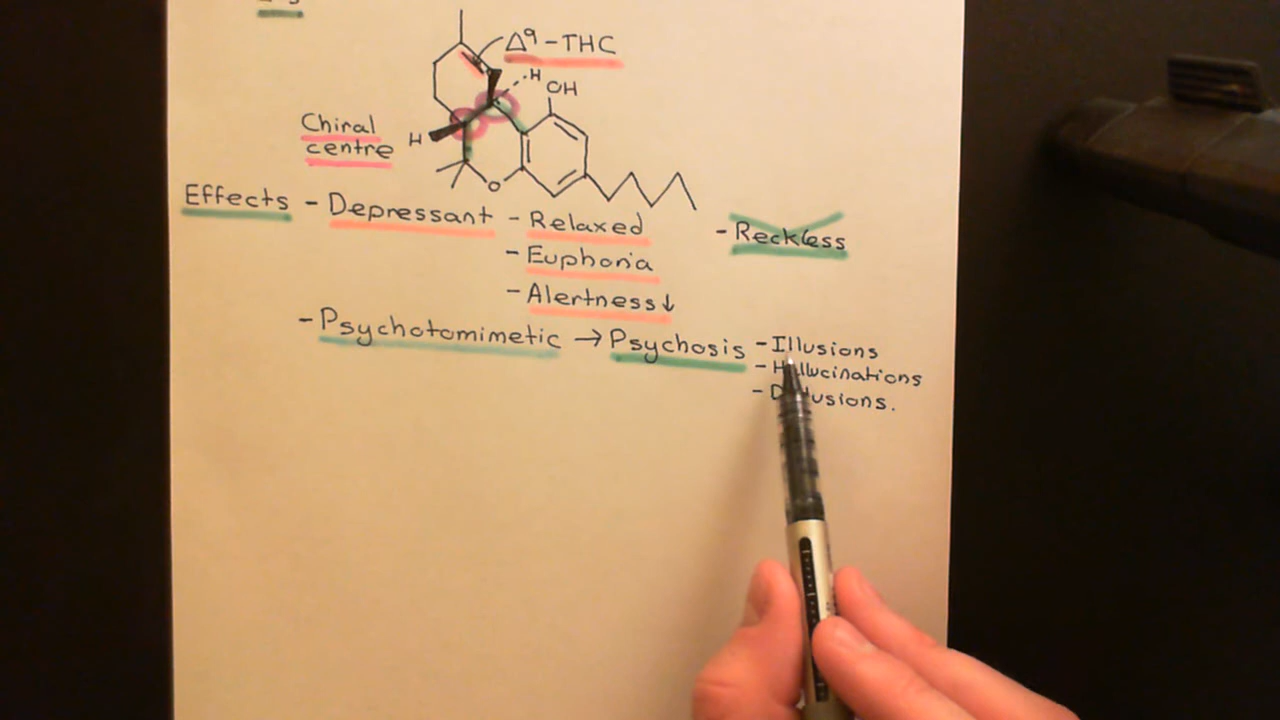 Δ⁹-THC
H
OH
Chiral
centre
H
O
Effects - Depressant - Relaxed
- Reckless
- Euphoria
- Alertness↓
- Psychotomimetic → Psychosis - Illusions
- Hallucinations
- Delusions.